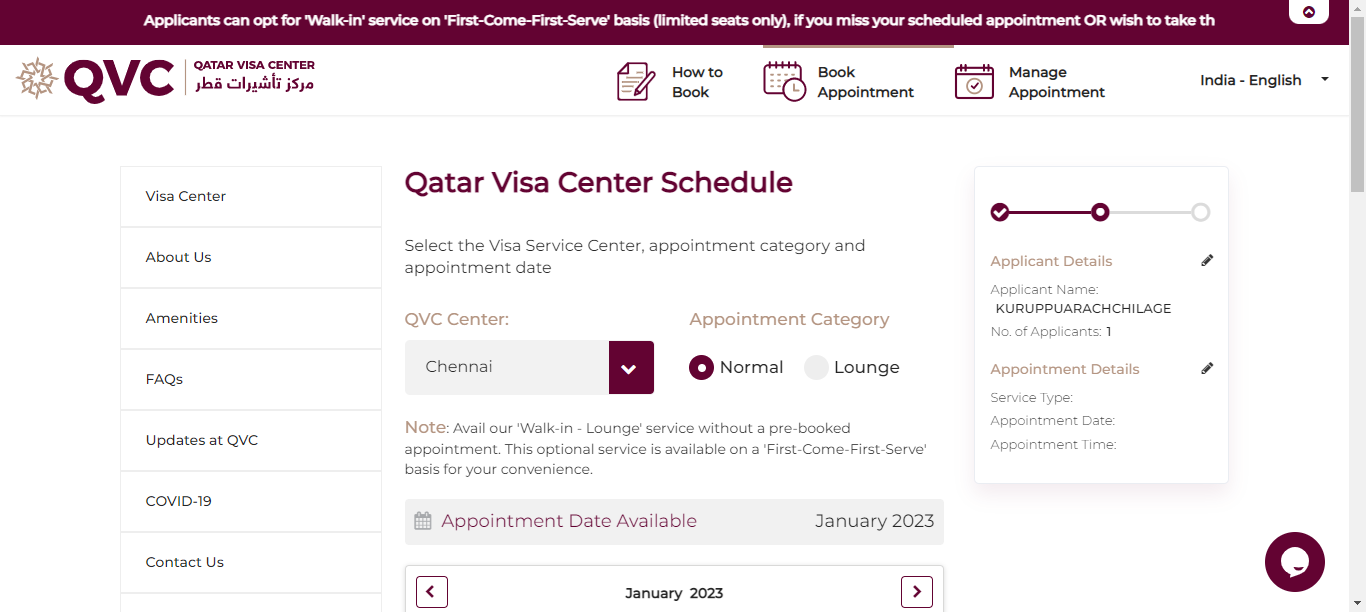 Applicants can opt for 'Walk-in' service on 'First-Come-First-Serve' basis (limited seats only), if you miss your scheduled appointment OR wish to take th
QVC
QATAR VISA CENTER
مركز تأشيرات قطر
How to
Book
Book
Appointment
Manage
Appointment
India - English
Visa Center
About Us
Amenities
FAQs
Updates at QVC
COVID-19
Contact Us
Qatar Visa Center Schedule
Select the Visa Service Center, appointment category and
appointment date
QVC Center:
Appointment Category
Chennai
Normal
Lounge
Note: Avail our 'Walk-in - Lounge' service without a pre-booked
appointment. This optional service is available on a 'First-Come-First-Serve'
basis for your convenience.
Appointment Date Available
January 2023
January 2023
Applicant Details
Applicant Name:
KURUPPUARACHCHILAGE
No. of Applicants: 1
Appointment Details
Service Type:
Appointment Date:
Appointment Time: